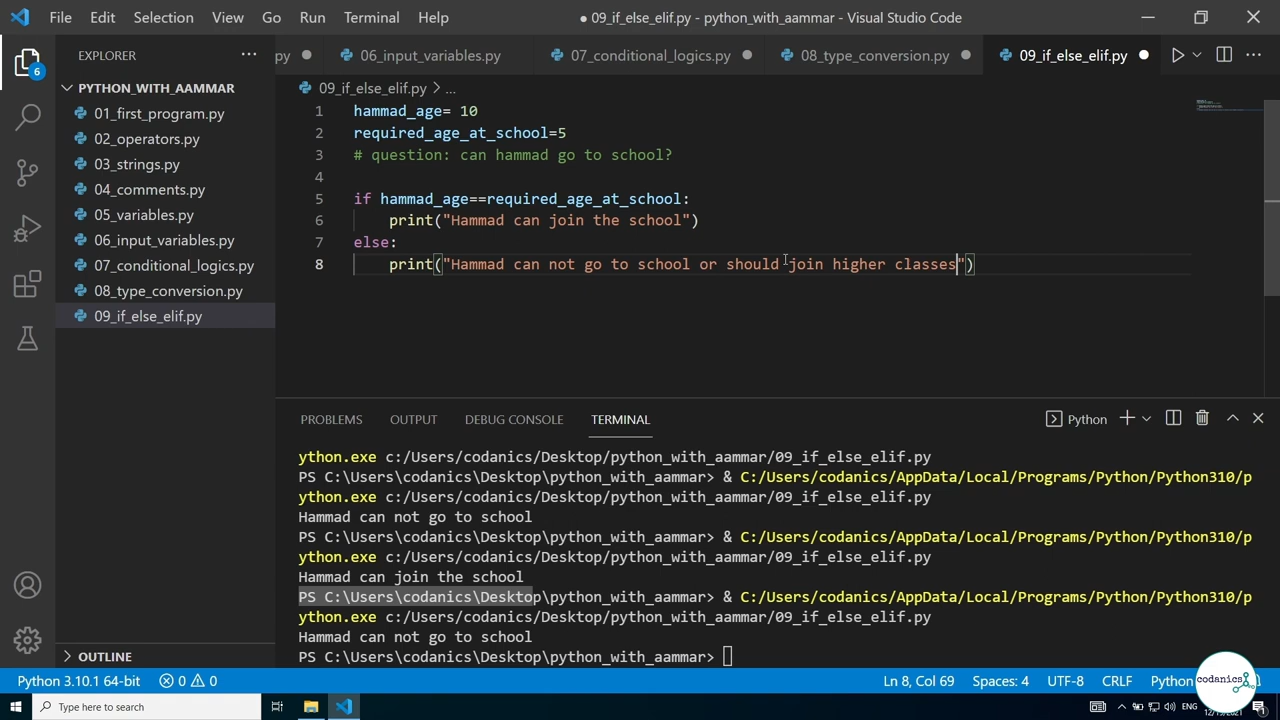 File Edit Selection View Go Run Terminal Help
● 09_if_else_elif.py - python_with_aammar - Visual Studio Code
EXPLORER
py 06_input_variables.py 07_conditional_logics.py 08_type_conversion.py 09_if_else_elif.py
6
PYTHON_WITH_AAMMAR
01_first_program.py
02_operators.py
03_strings.py
04_comments.py
05_variables.py
06_input_variables.py
07_conditional_logics.py
08_type_conversion.py
09_if_else_elif.py
OUTLINE
09_if_else_elif.py > ...
1 hammad_age= 10
2 required_age_at_school=5
3 # question: can hammad go to school?
4
5 if hammad_age==required_age_at_school:
6 print("Hammad can join the school")
7 else:
8 print("Hammad can not go to school or should join higher classes")
PROBLEMS OUTPUT DEBUG CONSOLE TERMINAL Python
ython.exe c:/Users/codanics/Desktop/python_with_aammar/09_if_else_elif.py
PS C:\Users\codanics\Desktop\python_with_aammar> & C:/Users/codanics/AppData/Local/Programs/Python/Python310/p
ython.exe c:/Users/codanics/Desktop/python_with_aammar/09_if_else_elif.py
Hammad can not go to school
PS C:\Users\codanics\Desktop\python_with_aammar> & C:/Users/codanics/AppData/Local/Programs/Python/Python310/p
ython.exe c:/Users/codanics/Desktop/python_with_aammar/09_if_else_elif.py
Hammad can join the school
PS C:\Users\codanics\Desktop\python_with_aammar> & C:/Users/codanics/AppData/Local/Programs/Python/Python310/p
ython.exe c:/Users/codanics/Desktop/python_with_aammar/09_if_else_elif.py
Hammad can not go to school
PS C:\Users\codanics\Desktop\python_with_aammar>
Python 3.10.1 64-bit 0 0 Ln 8, Col 69 Spaces: 4 UTF-8 CRLF Python
codanics
Type here to search ENG